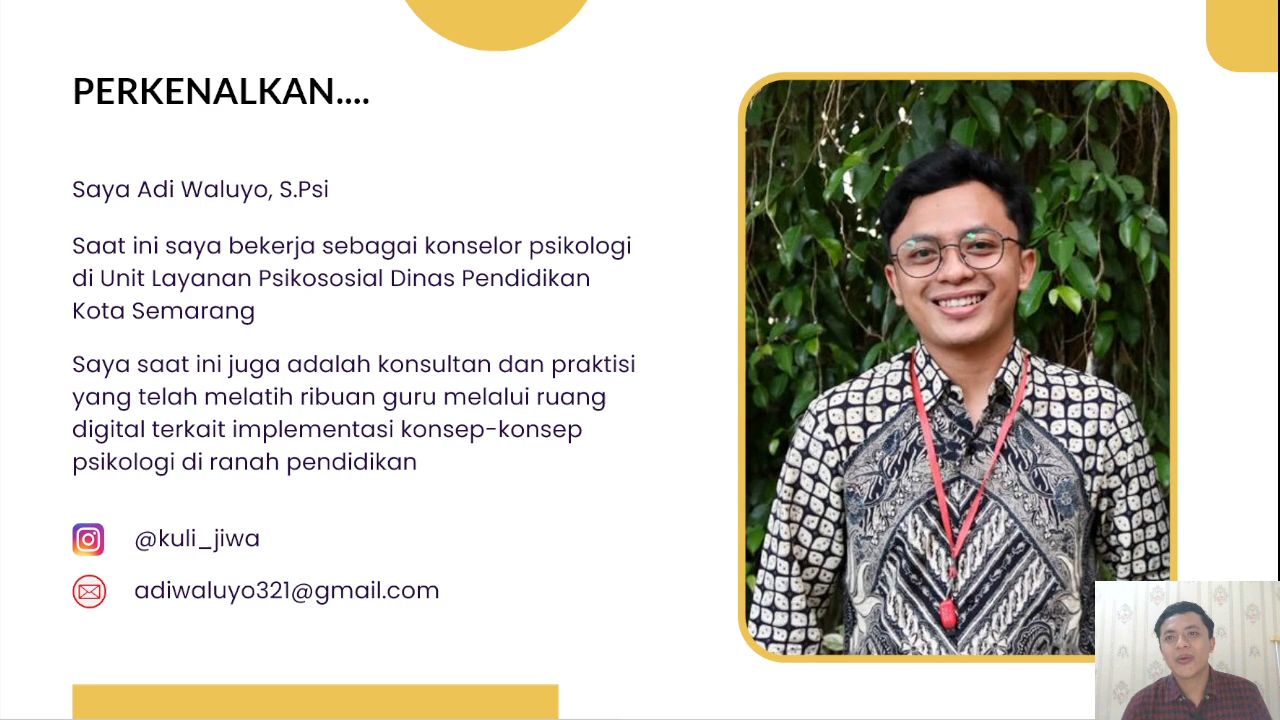 PERKENALKAN....
Saya Adi Waluyo, S.Psi
Saat ini saya bekerja sebagai konselor psikologi
di Unit Layanan Psikososial Dinas Pendidikan
Kota Semarang
Saya saat ini juga adalah konsultan dan praktisi
yang telah melatih ribuan guru melalui ruang
digital terkait implementasi konsep-konsep
psikologi di ranah pendidikan
@kuli_jiwa
adiwaluyo321@gmail.com